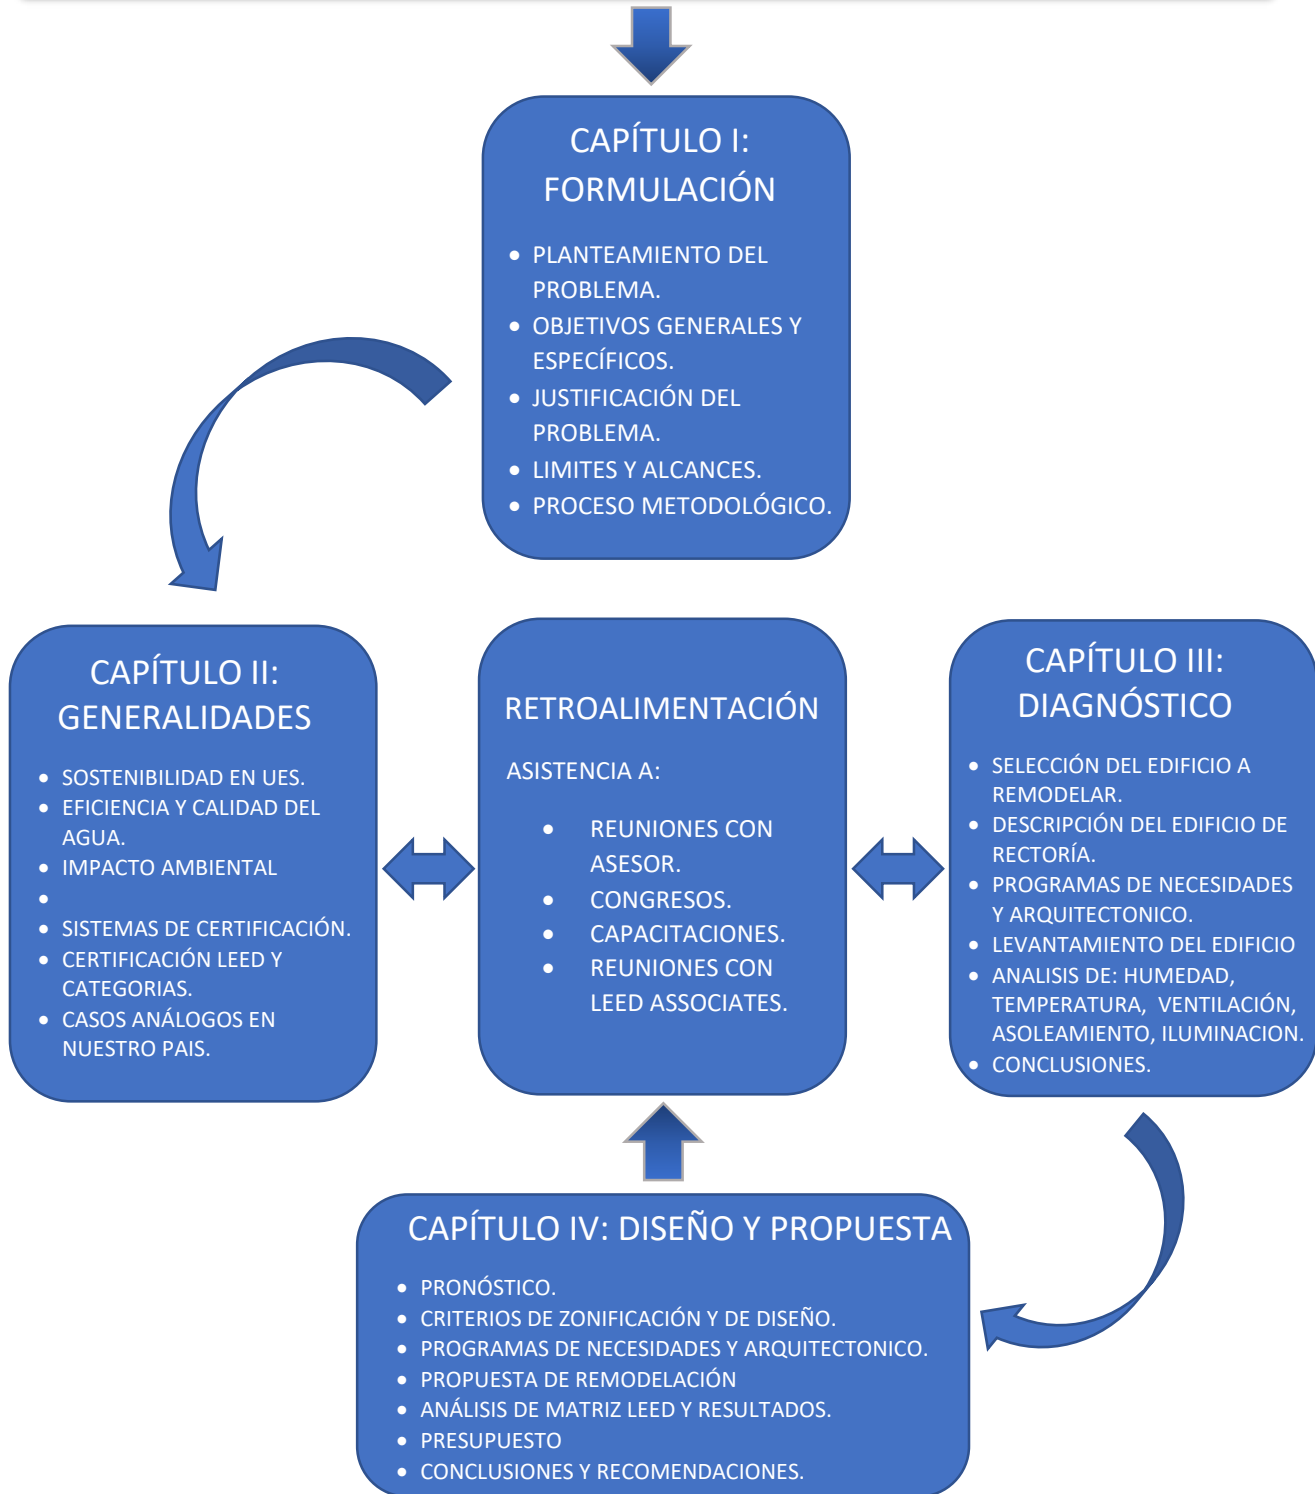 CAPÍTULO I:
FORMULACIÓN
• PLANTEAMIENTO DEL
PROBLEMA.
• OBJETIVOS GENERALES Y
ESPECÍFICOS.
• JUSTIFICACIÓN DEL
PROBLEMA.
• LIMITES Y ALCANCES.
• PROCESO METODOLÓGICO.
CAPÍTULO II:
GENERALIDADES
• SOSTENIBILIDAD EN UES.
• EFICIENCIA Y CALIDAD DEL
AGUA.
• IMPACTO AMBIENTAL
•
• SISTEMAS DE CERTIFICACIÓN.
• CERTIFICACIÓN LEED Y
CATEGORIAS.
• CASOS ANÁLOGOS EN
NUESTRO PAIS.
RETROALIMENTACIÓN
ASISTENCIA A:
• REUNIONES CON
ASESOR.
• CONGRESOS.
• CAPACITACIONES.
• REUNIONES CON
LEED ASSOCIATES.
CAPÍTULO III:
DIAGNÓSTICO
• SELECCIÓN DEL EDIFICIO A
REMODELAR.
• DESCRIPCIÓN DEL EDIFICIO DE
RECTORÍA.
• PROGRAMAS DE NECESIDADES
Y ARQUITECTONICO.
• LEVANTAMIENTO DEL EDIFICIO
• ANALISIS DE: HUMEDAD,
TEMPERATURA, VENTILACIÓN,
ASOLEAMIENTO, ILUMINACION.
• CONCLUSIONES.
CAPÍTULO IV: DISEÑO Y PROPUESTA
• PRONÓSTICO.
• CRITERIOS DE ZONIFICACIÓN Y DE DISEÑO.
• PROGRAMAS DE NECESIDADES Y ARQUITECTONICO.
• PROPUESTA DE REMODELACIÓN
• ANÁLISIS DE MATRIZ LEED Y RESULTADOS.
• PRESUPUESTO
• CONCLUSIONES Y RECOMENDACIONES.